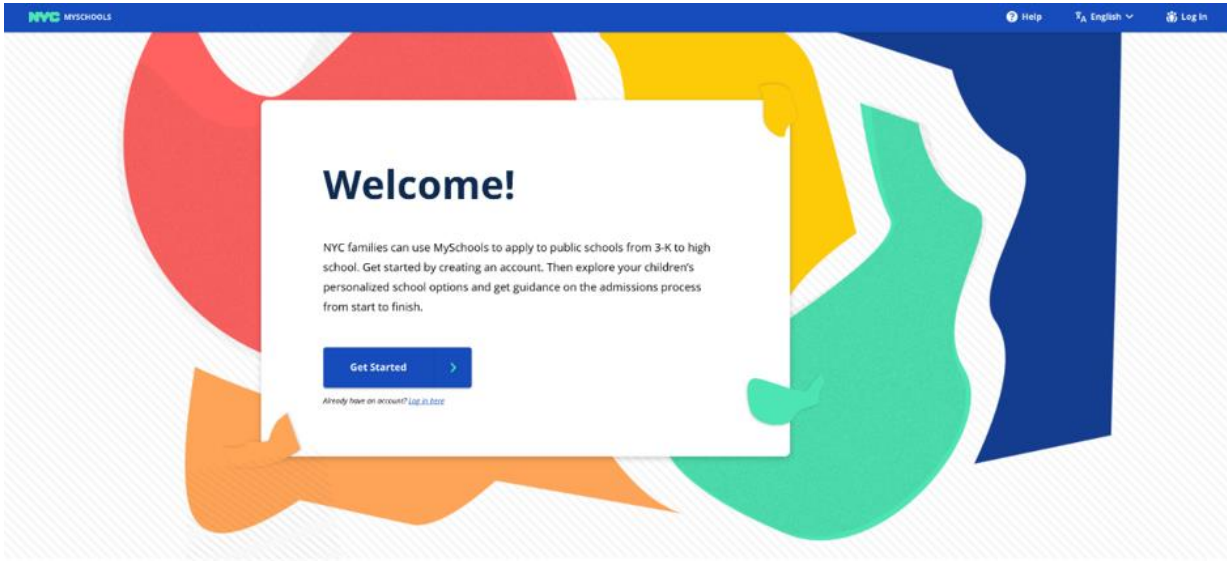 NYC MYSCHOOLS
Help
English
Log In
Welcome!
NYC families can use MySchools to apply to public schools from 3-K to high
school. Get started by creating an account. Then explore your children's
personalized school options and get guidance on the admissions process
from start to finish.
Get Started
Already have an account? Log in here